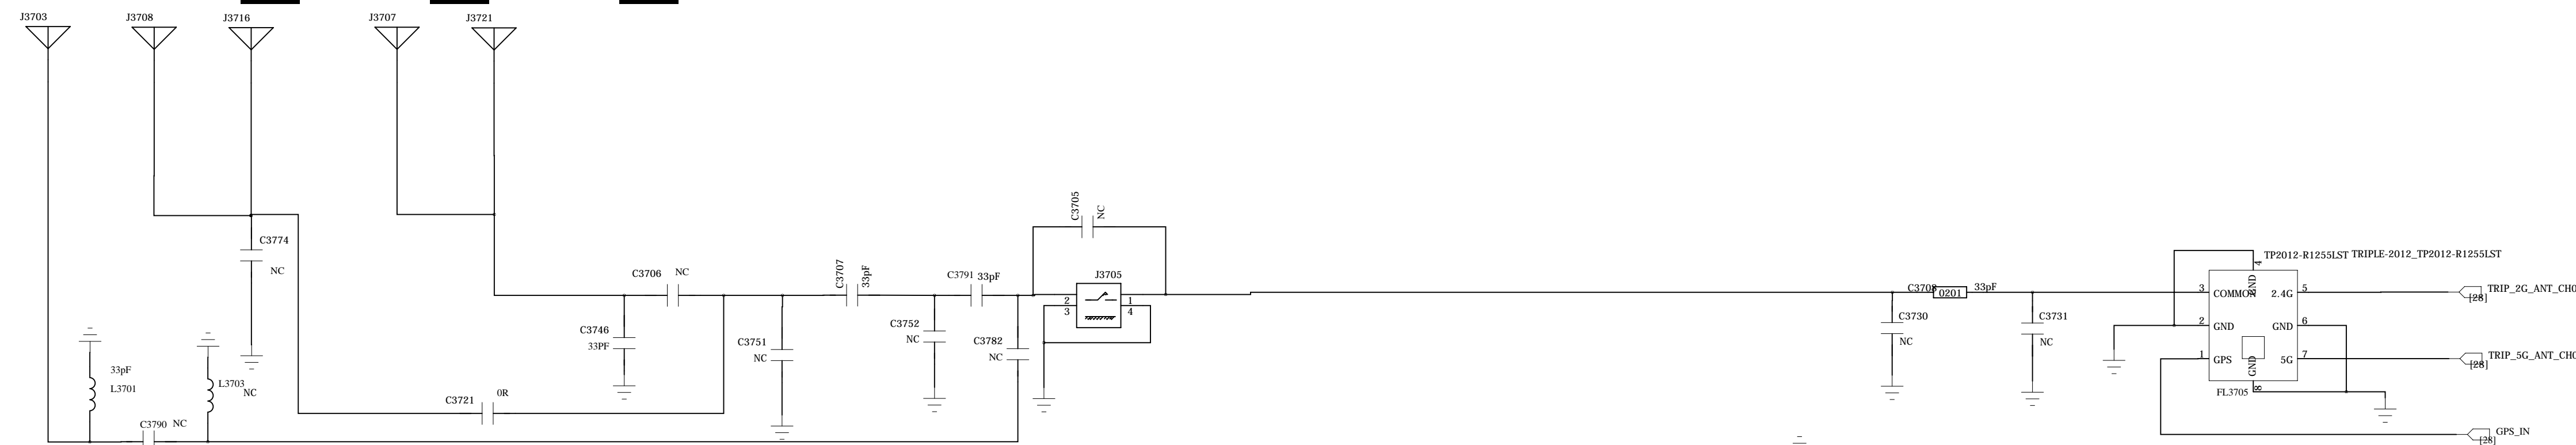 J3703
J3708
J3716
J3707
J3721
C3774
NC
C3706 NC
C3707
33pF
C3791 33pF
C3705
NC
J3705
2 1
3 4
C3746
33PF
C3751
NC
C3752
NC
C3782
NC
33pF
L3701
L3703
NC
C3790 NC
C3721
0R
C3708 0201 33pF
C3730
NC
C3731
NC
TP2012-R1255LST TRIPLE-2012_TP2012-R1255LST
4
GND
3 COMMON 2.4G 5
2 GND GND 6
1 GPS 5G 7
GND
8
FL3705
TRIP_2G_ANT_CH0
[28]
TRIP_5G_ANT_CH0
[28]
GPS_IN
[28]